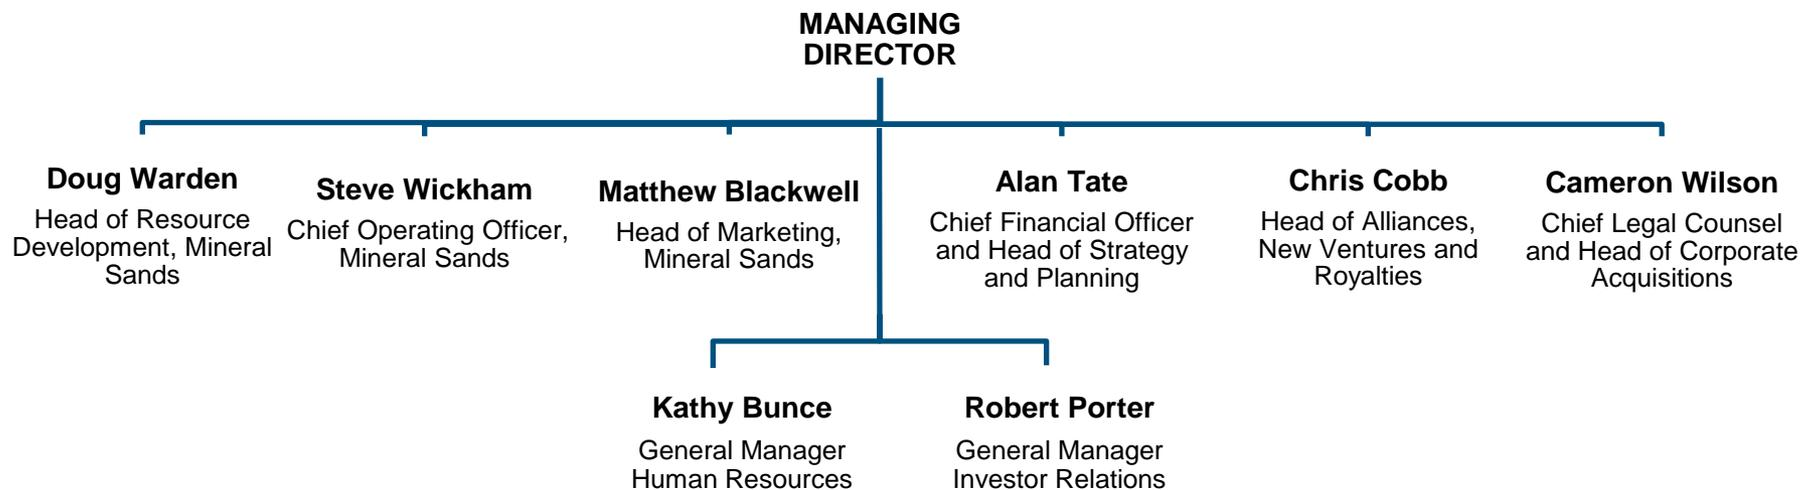 MANAGING
DIRECTOR
Doug Warden
Head of Resource
Development, Mineral
Sands
Steve Wickham
Chief Operating Officer,
Mineral Sands
Matthew Blackwell
Head of Marketing,
Mineral Sands
Alan Tate
Chief Financial Officer
and Head of Strategy
and Planning
Chris Cobb
Head of Alliances,
New Ventures and
Royalties
Cameron Wilson
Chief Legal Counsel
and Head of Corporate
Acquisitions
Kathy Bunce
General Manager
Human Resources
Robert Porter
General Manager
Investor Relations